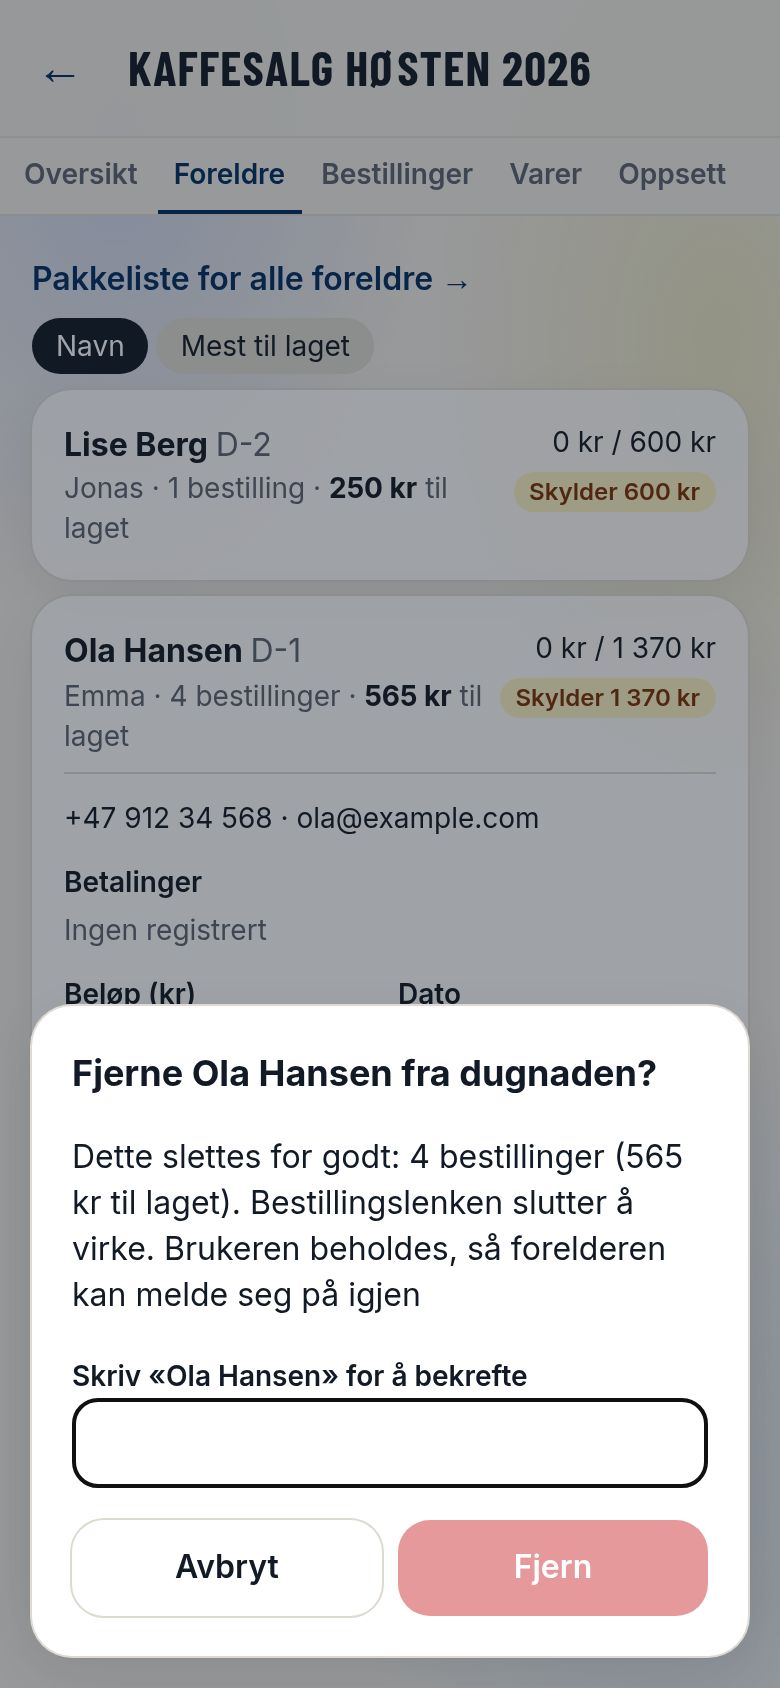 ← KAFFESALG HØSTEN 2026
Oversikt Foreldre Bestillinger Varer Oppsett
Pakkeliste for alle foreldre →
Navn Mest til laget
Lise Berg D-2 0 kr / 600 kr
Jonas · 1 bestilling · 250 kr til Skylder 600 kr
laget
Ola Hansen D-1 0 kr / 1 370 kr
Emma · 4 bestillinger · 565 kr til Skylder 1 370 kr
laget
+47 912 34 568 · ola@example.com
Betalinger
Ingen registrert
Beløp (kr) Dato
Fjerne Ola Hansen fra dugnaden?
Dette slettes for godt: 4 bestillinger (565
kr til laget). Bestillingslenken slutter å
virke. Brukeren beholdes, så forelderen
kan melde seg på igjen
Skriv «Ola Hansen» for å bekrefte
Avbryt Fjern